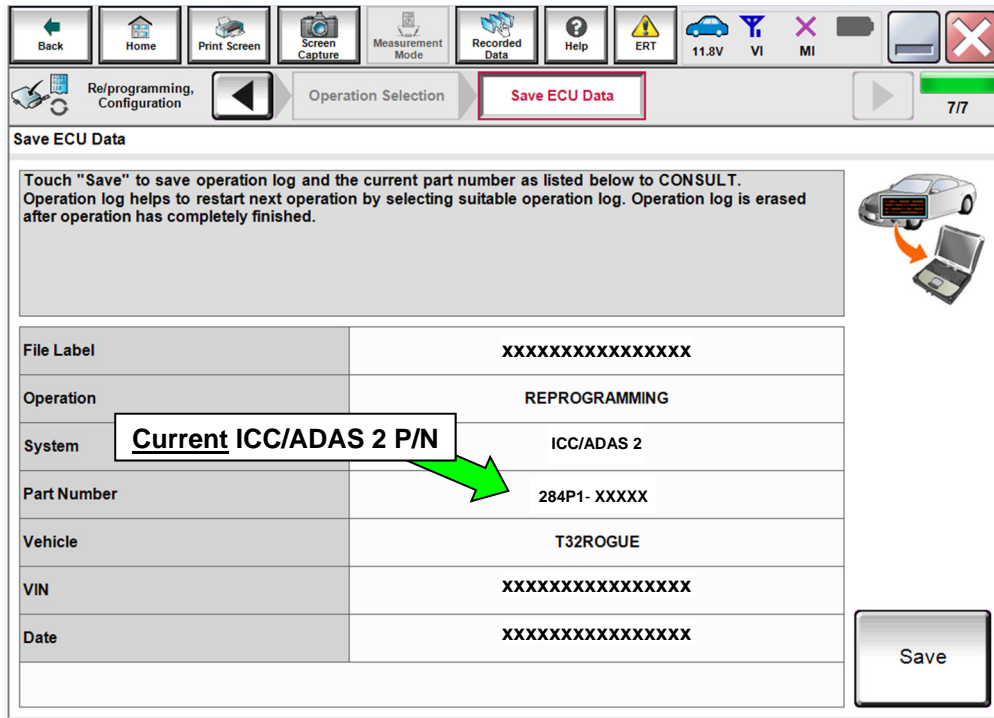 Back
Home
Print Screen
Screen
Capture
Measurement
Mode
Recorded
Data
Help
ERT
11.8V
VI
MI
Re/programming,
Configuration
Operation Selection
Save ECU Data
7/7
Save ECU Data
Touch "Save" to save operation log and the current part number as listed below to CONSULT.
Operation log helps to restart next operation by selecting suitable operation log. Operation log is erased
after operation has completely finished.
File Label
XXXXXXXXXXXXXXXX
Operation
REPROGRAMMING
Current ICC/ADAS 2 P/N
System
ICC/ADAS 2
Part Number
284P1- XXXXX
Vehicle
T32ROGUE
VIN
XXXXXXXXXXXXXXXX
Date
XXXXXXXXXXXXXXXX
Save